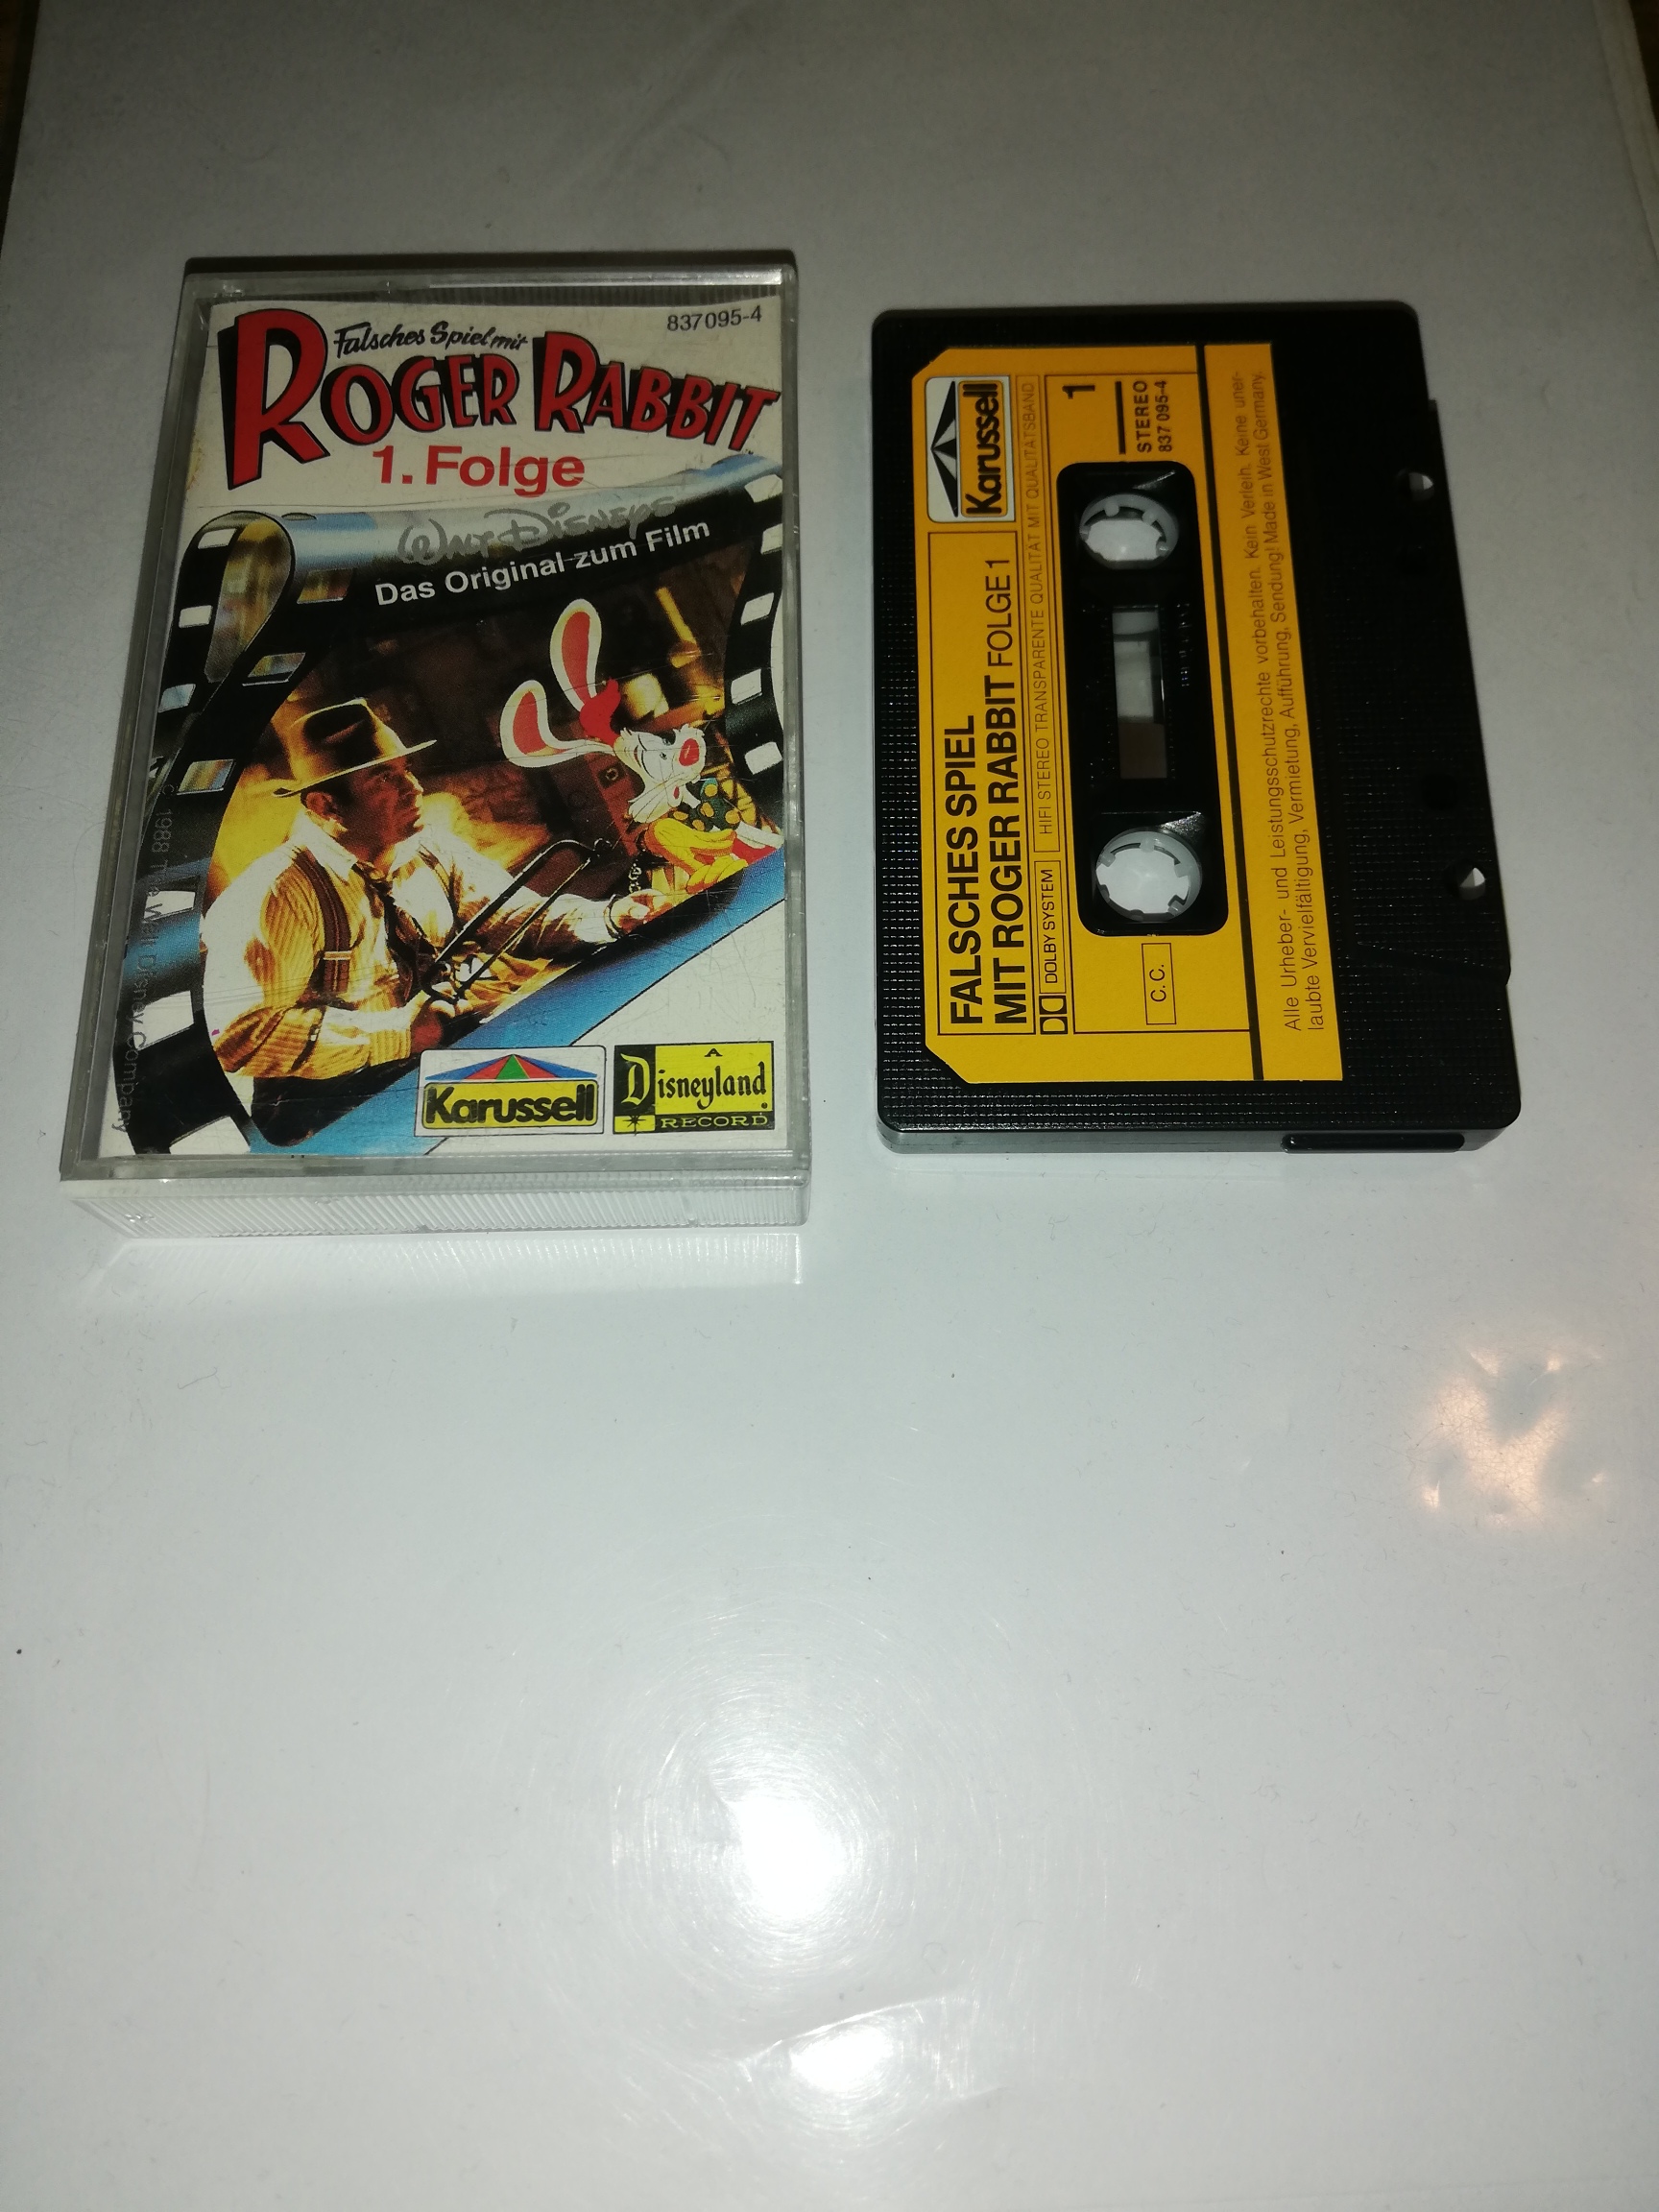 837095-4
Falsches Spiel mit
ROGER RABBIT
1. Folge
WALT DISNEYS
Das Original zum Film
© 1988 The Walt Disney Company
Karussell
A
Disneyland
RECORD
Karussell
FALSCHES SPIEL
MIT ROGER RABBIT FOLGE 1
DOLBY SYSTEM
HIFI STEREO TRANSPARENTE QUALITÄT MIT QUALITÄTSBAND
1
STEREO
837 095-4
C.C.
Alle Urheber- und Leistungsschutzrechte vorbehalten. Kein Verleih. Keine uner-
laubte Vervielfältigung, Vermietung, Aufführung, Sendung! Made in West Germany.